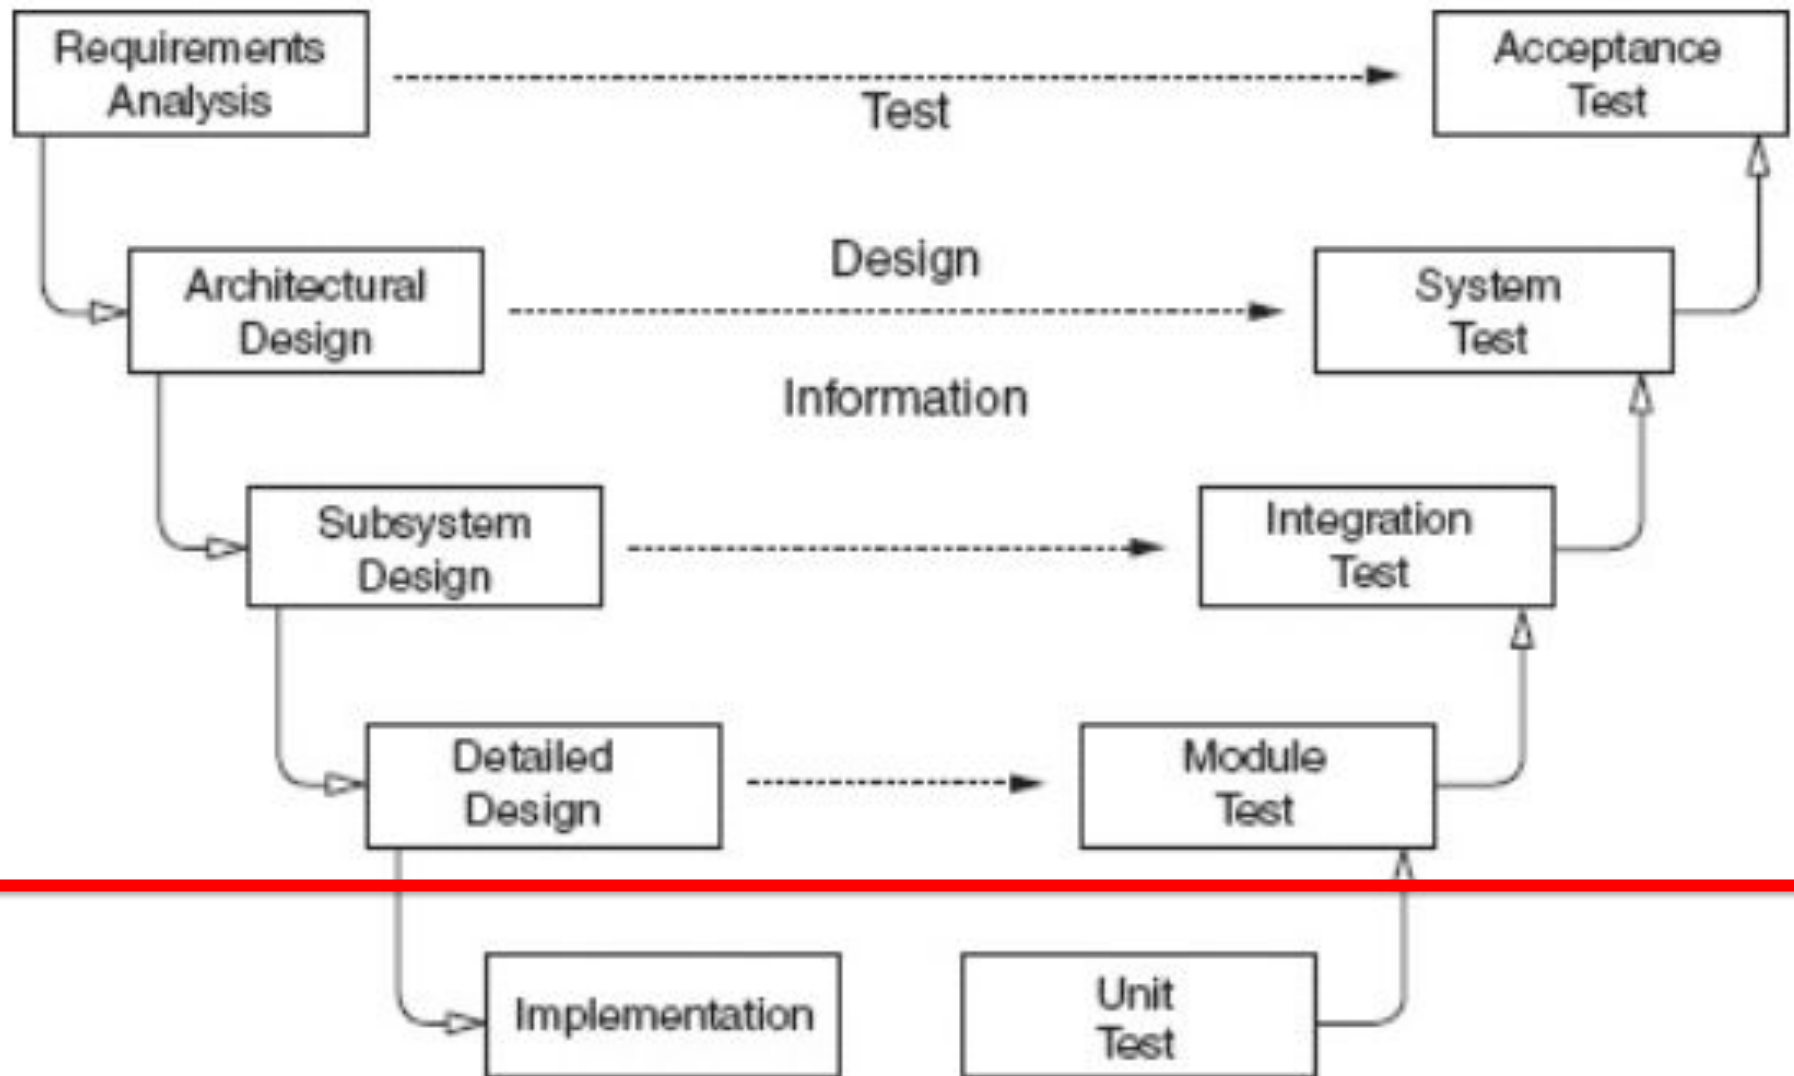 Requirements
Analysis
Test
Acceptance
Test
Architectural
Design
Design
Information
System
Test
Subsystem
Design
Integration
Test
Detailed
Design
Module
Test
Implementation
Unit
Test